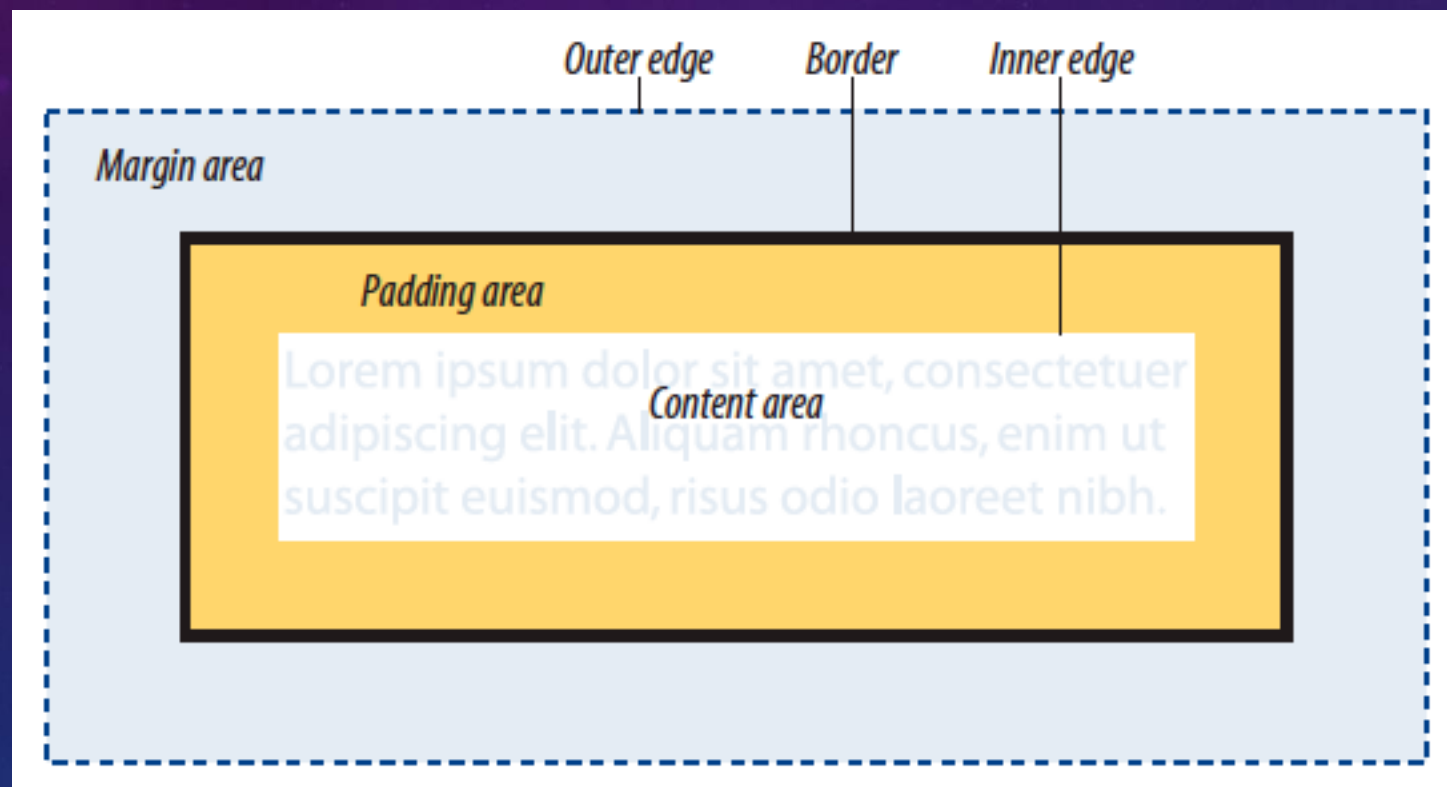 Outer edge Border Inner edge
Margin area
Padding area
Lorem ipsum dolor sit amet, consectetuer
Content area
adipiscing elit. Aliquam rhoncus, enim ut
suscipit euismod, risus odio laoreet nibh.